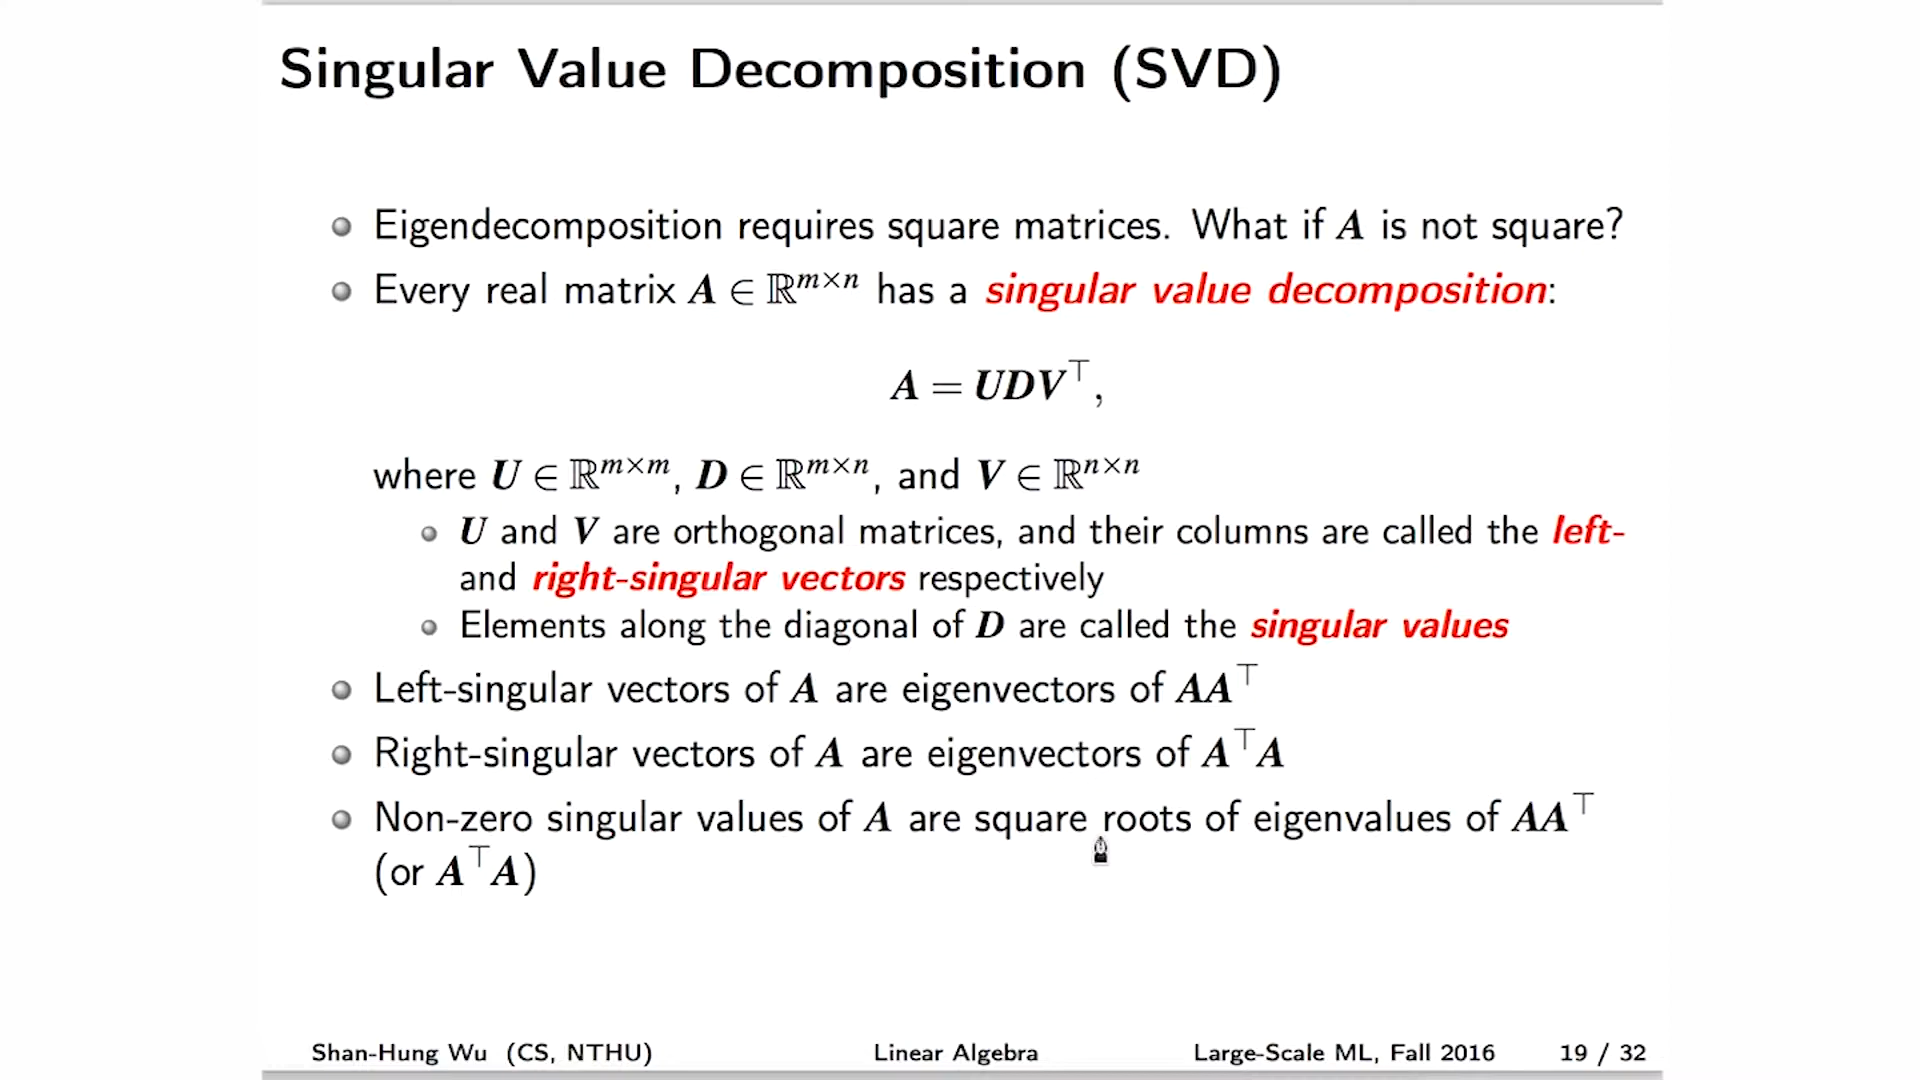 Singular Value Decomposition (SVD)
Eigendecomposition requires square matrices. What if A is not square?
Every real matrix A ∈ ℝ^{m×n} has a singular value decomposition:
A = UDV^⊤,
where U ∈ ℝ^{m×m}, D ∈ ℝ^{m×n}, and V ∈ ℝ^{n×n}
U and V are orthogonal matrices, and their columns are called the left-
and right-singular vectors respectively
Elements along the diagonal of D are called the singular values
Left-singular vectors of A are eigenvectors of AA^⊤
Right-singular vectors of A are eigenvectors of A^⊤A
Non-zero singular values of A are square roots of eigenvalues of AA^⊤
(or A^⊤A)
Shan-Hung Wu (CS, NTHU) Linear Algebra Large-Scale ML, Fall 2016 19 / 32